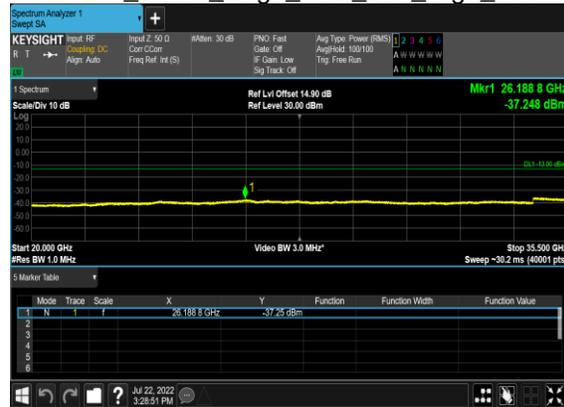 Spectrum Analyzer 1
Swept SA
+
KEYSIGHT Input: RF Input Z: 50 Ω #Atten: 30 dB PNO: Fast Avg Type: Power (RMS) 1 2 3 4 5 6
R T Coupling: DC Corr CCorr Gate: Off Avg|Hold: 100/100 A W W W W W
Align: Auto Freq Ref: Int (S) IF Gain: Low Trig: Free Run
Sig Track: Off A N N N N N
1 Spectrum Ref Lvl Offset 14.90 dB Mkr1 26.188 8 GHz
Scale/Div 10 dB Ref Level 30.00 dBm -37.248 dBm
Log
20.0
10.0
0.00
-10.0 DL1 -13.00 dBm
-20.0
-30.0 1
-40.0
-50.0
-60.0
Start 20.000 GHz Video BW 3.0 MHz* Stop 35.500 GHz
#Res BW 1.0 MHz Sweep ~30.2 ms (40001 pts)
5 Marker Table
Mode Trace Scale X Y Function Function Width Function Value
1 N 1 f 26.188 8 GHz -37.25 dBm
2
3
4
5
6
? Jul 22, 2022
3:28:51 PM